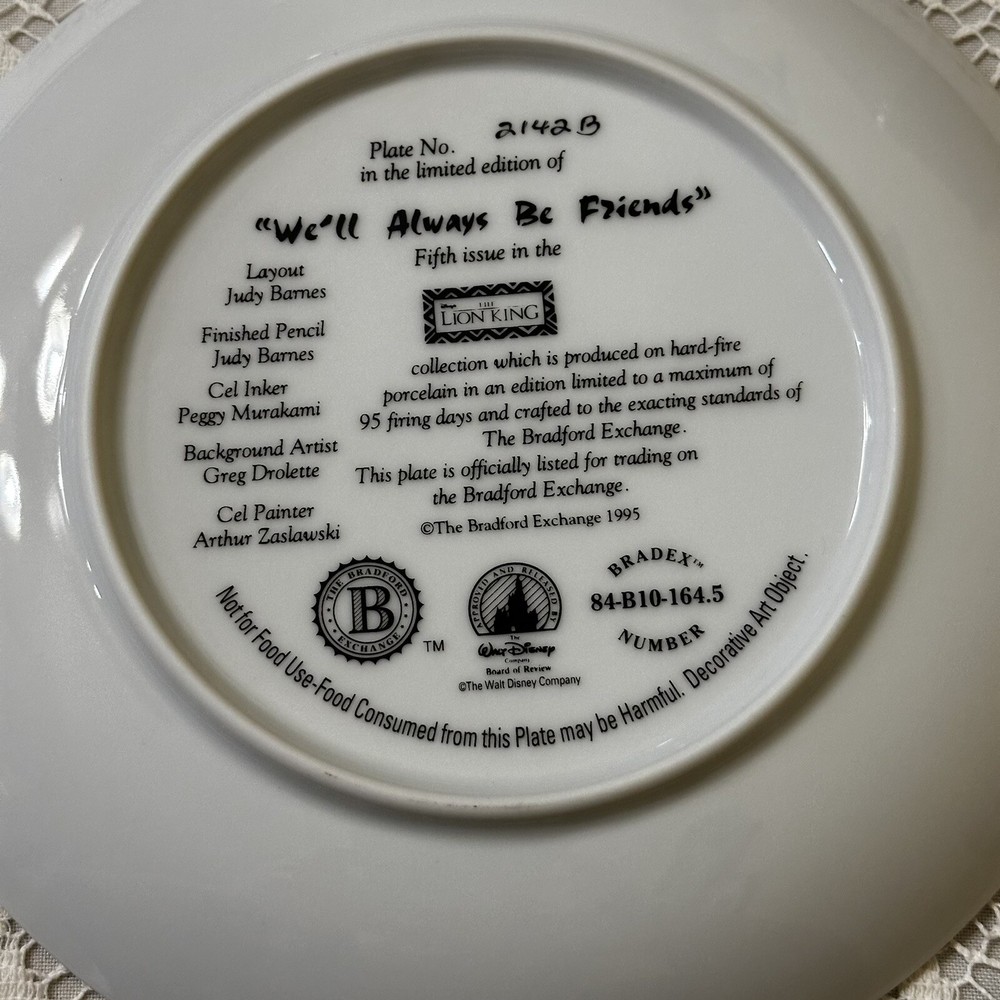 Plate No. 2142B
in the limited edition of
“We’ll Always Be Friends”
Fifth issue in the
Disney's
THE
LION KING
collection which is produced on hard-fire
porcelain in an edition limited to a maximum of
95 firing days and crafted to the exacting standards of
The Bradford Exchange.
This plate is officially listed for trading on
the Bradford Exchange.
©The Bradford Exchange 1995
Layout
Judy Barnes
Finished Pencil
Judy Barnes
Cel Inker
Peggy Murakami
Background Artist
Greg Drolette
Cel Painter
Arthur Zaslawski
THE BRADFORD
B
EXCHANGE
TM
APPROVED AND RELEASED BY
The
Walt Disney
Company
Board of Review
©The Walt Disney Company
BRADEX™
84-B10-164.5
NUMBER
Not for Food Use-Food Consumed from this Plate may be Harmful. Decorative Art Object.